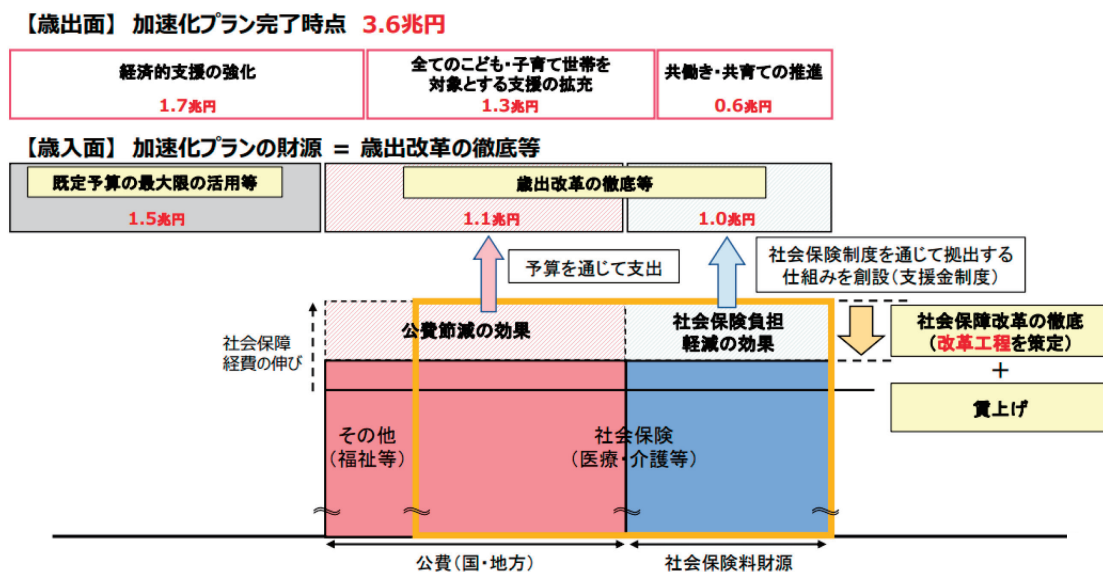 【歳出面】 加速化プラン完了時点 3.6兆円
経済的支援の強化
1.7兆円
全てのこども・子育て世帯を
対象とする支援の拡充
1.3兆円
共働き・共育ての推進
0.6兆円
【歳入面】 加速化プランの財源 = 歳出改革の徹底等
既定予算の最大限の活用等
1.5兆円
歳出改革の徹底等
1.1兆円
1.0兆円
予算を通じて支出
社会保険制度を通じて拠出する
仕組みを創設(支援金制度)
社会保障
経費の伸び
公費節減の効果
社会保険負担
軽減の効果
社会保障改革の徹底
(改革工程を策定)
+
賃上げ
その他
(福祉等)
社会保険
(医療・介護等)
公費(国・地方)
社会保険料財源